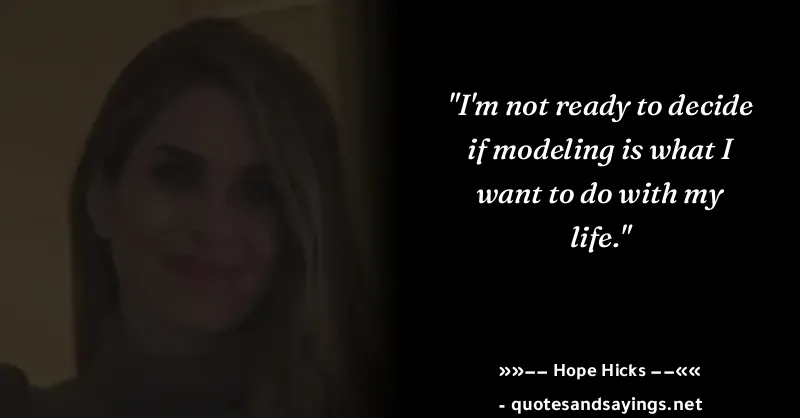 "I'm not ready to decide
if modeling is what I
want to do with my
life."
»»–– Hope Hicks ––««
- quotesandsayings.net